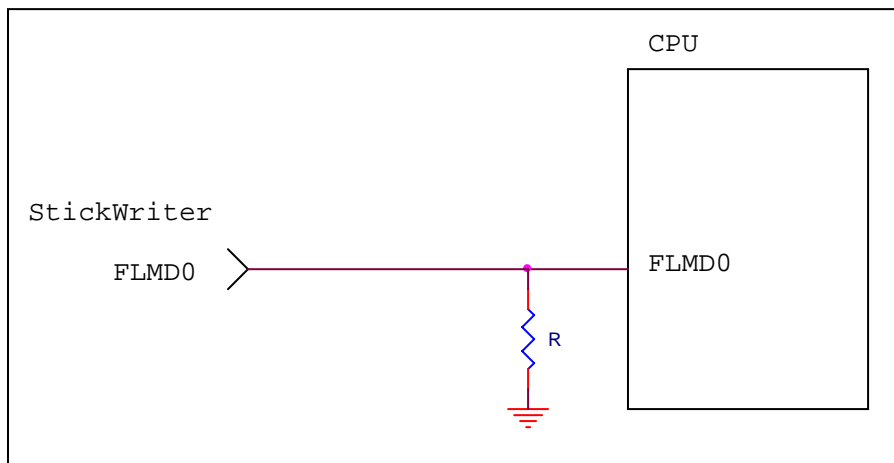 CPU
StickWriter
FLMD0
FLMD0
R